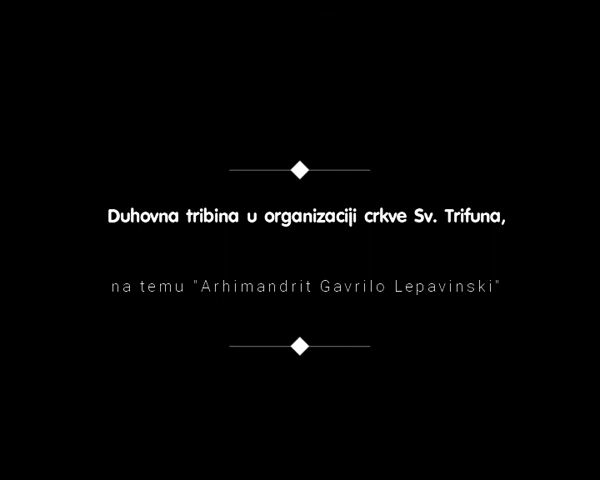 Duhovna tribina u organizaciji crkve Sv. Trifuna,
na temu "Arhimandrit Gavrilo Lepavinski"